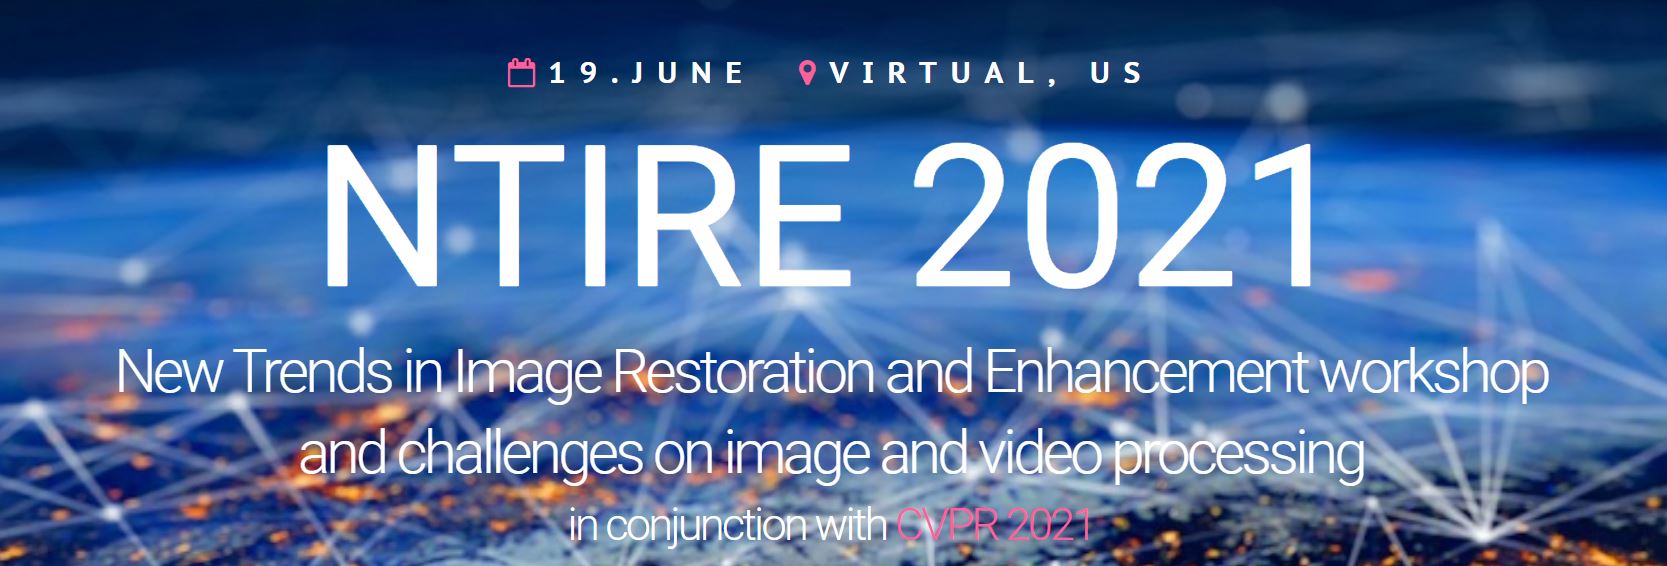 19.JUNE VIRTUAL, US
NTIRE 2021
New Trends in Image Restoration and Enhancement workshop
and challenges on image and video processing
in conjunction with CVPR 2021